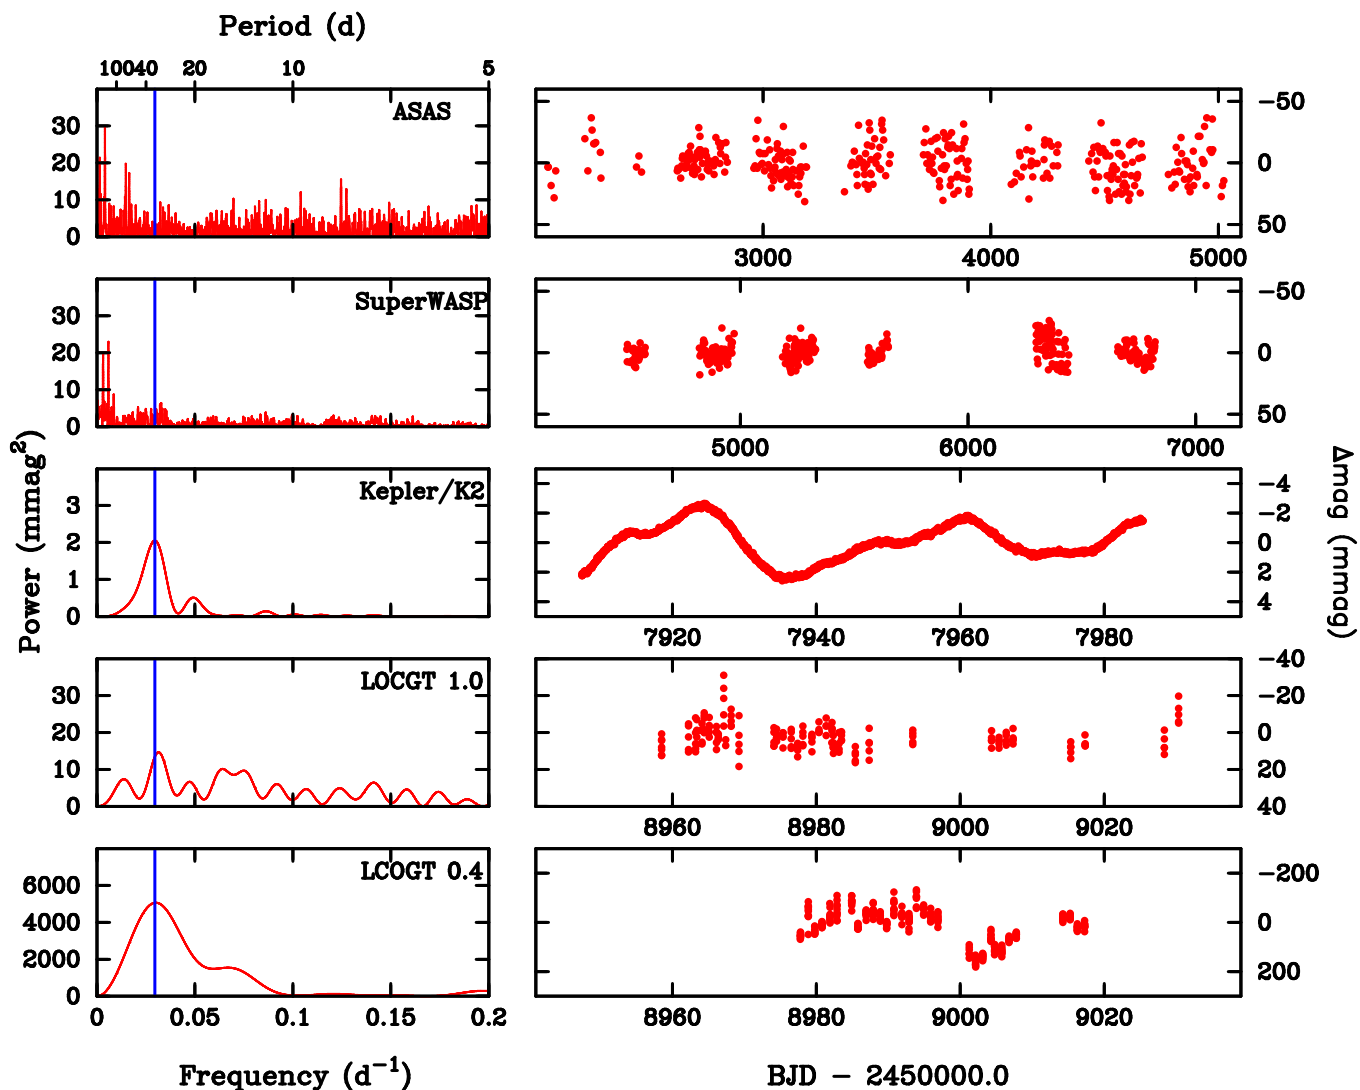 Period (d)
100 40 20 10 5
ASAS
30
20
10
0
-50
0
50
3000 4000 5000
SuperWASP
30
20
10
0
-50
0
50
5000 6000 7000
Power (mmag²)
Δmag (mmag)
Kepler/K2
3
2
1
0
-4
-2
0
2
4
7920 7940 7960 7980
LOCGT 1.0
30
20
10
0
-40
-20
0
20
40
8960 8980 9000 9020
LCOGT 0.4
6000
4000
2000
0
-200
0
200
0 0.05 0.1 0.15 0.2
8960 8980 9000 9020
Frequency (d⁻¹)
BJD − 2450000.0